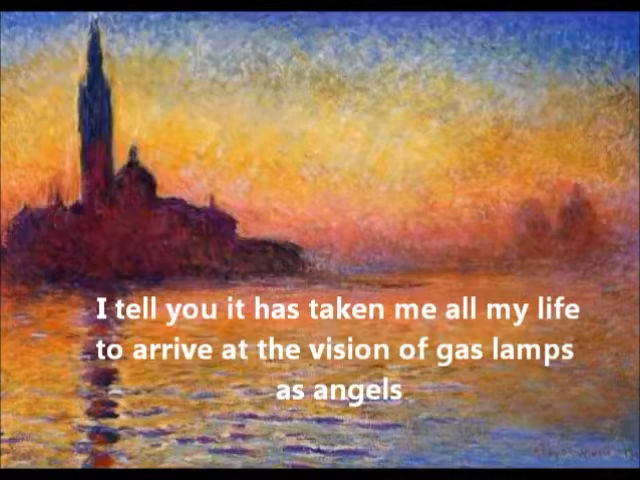 I tell you it has taken me all my life
to arrive at the vision of gas lamps
as angels